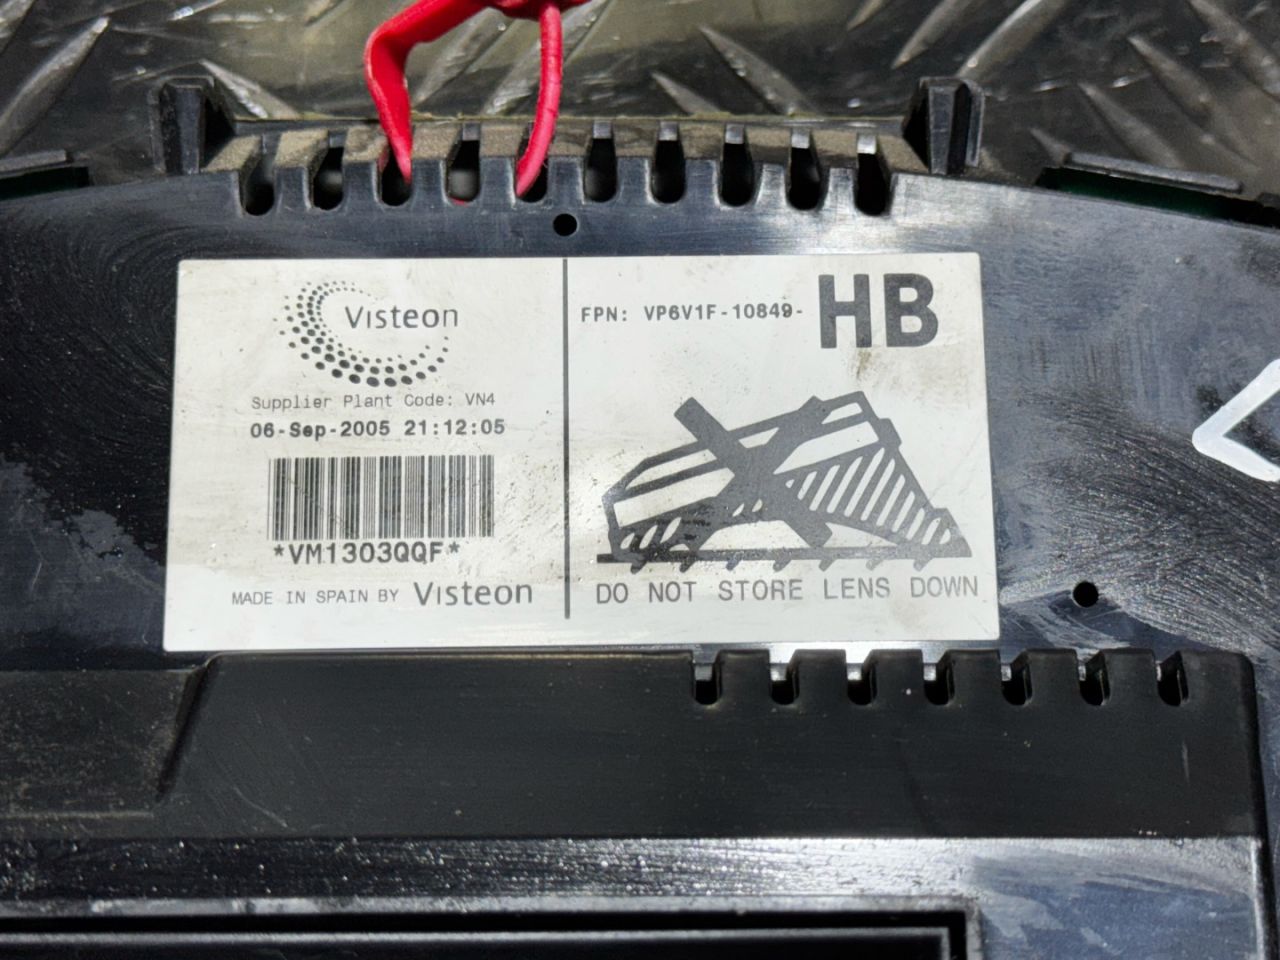 Visteon
Supplier Plant Code: VN4
06-Sep-2005 21:12:05
*VM1303QQF*
MADE IN SPAIN BY Visteon
FPN: VP6V1F-10849-HB
DO NOT STORE LENS DOWN